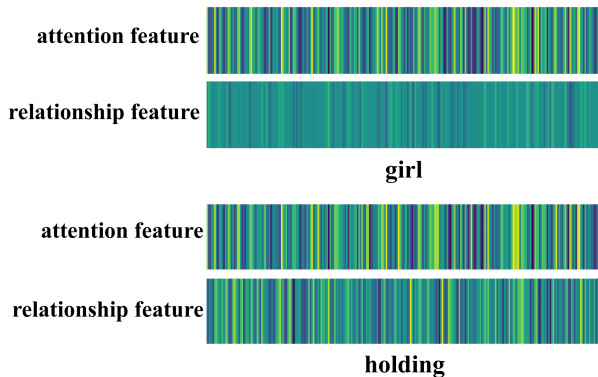 attention feature
relationship feature
girl
attention feature
relationship feature
holding